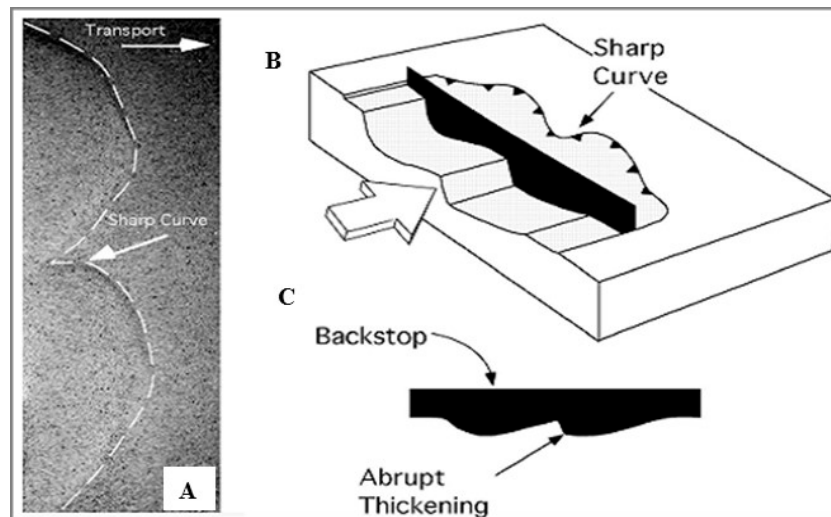 Transport
Sharp Curve
A
B
Sharp
Curve
C
Backstop
Abrupt
Thickening